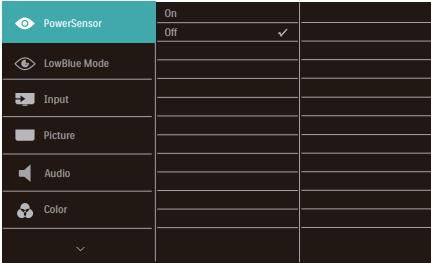 PowerSensor
On
Off
LowBlue Mode
Input
Picture
Audio
Color